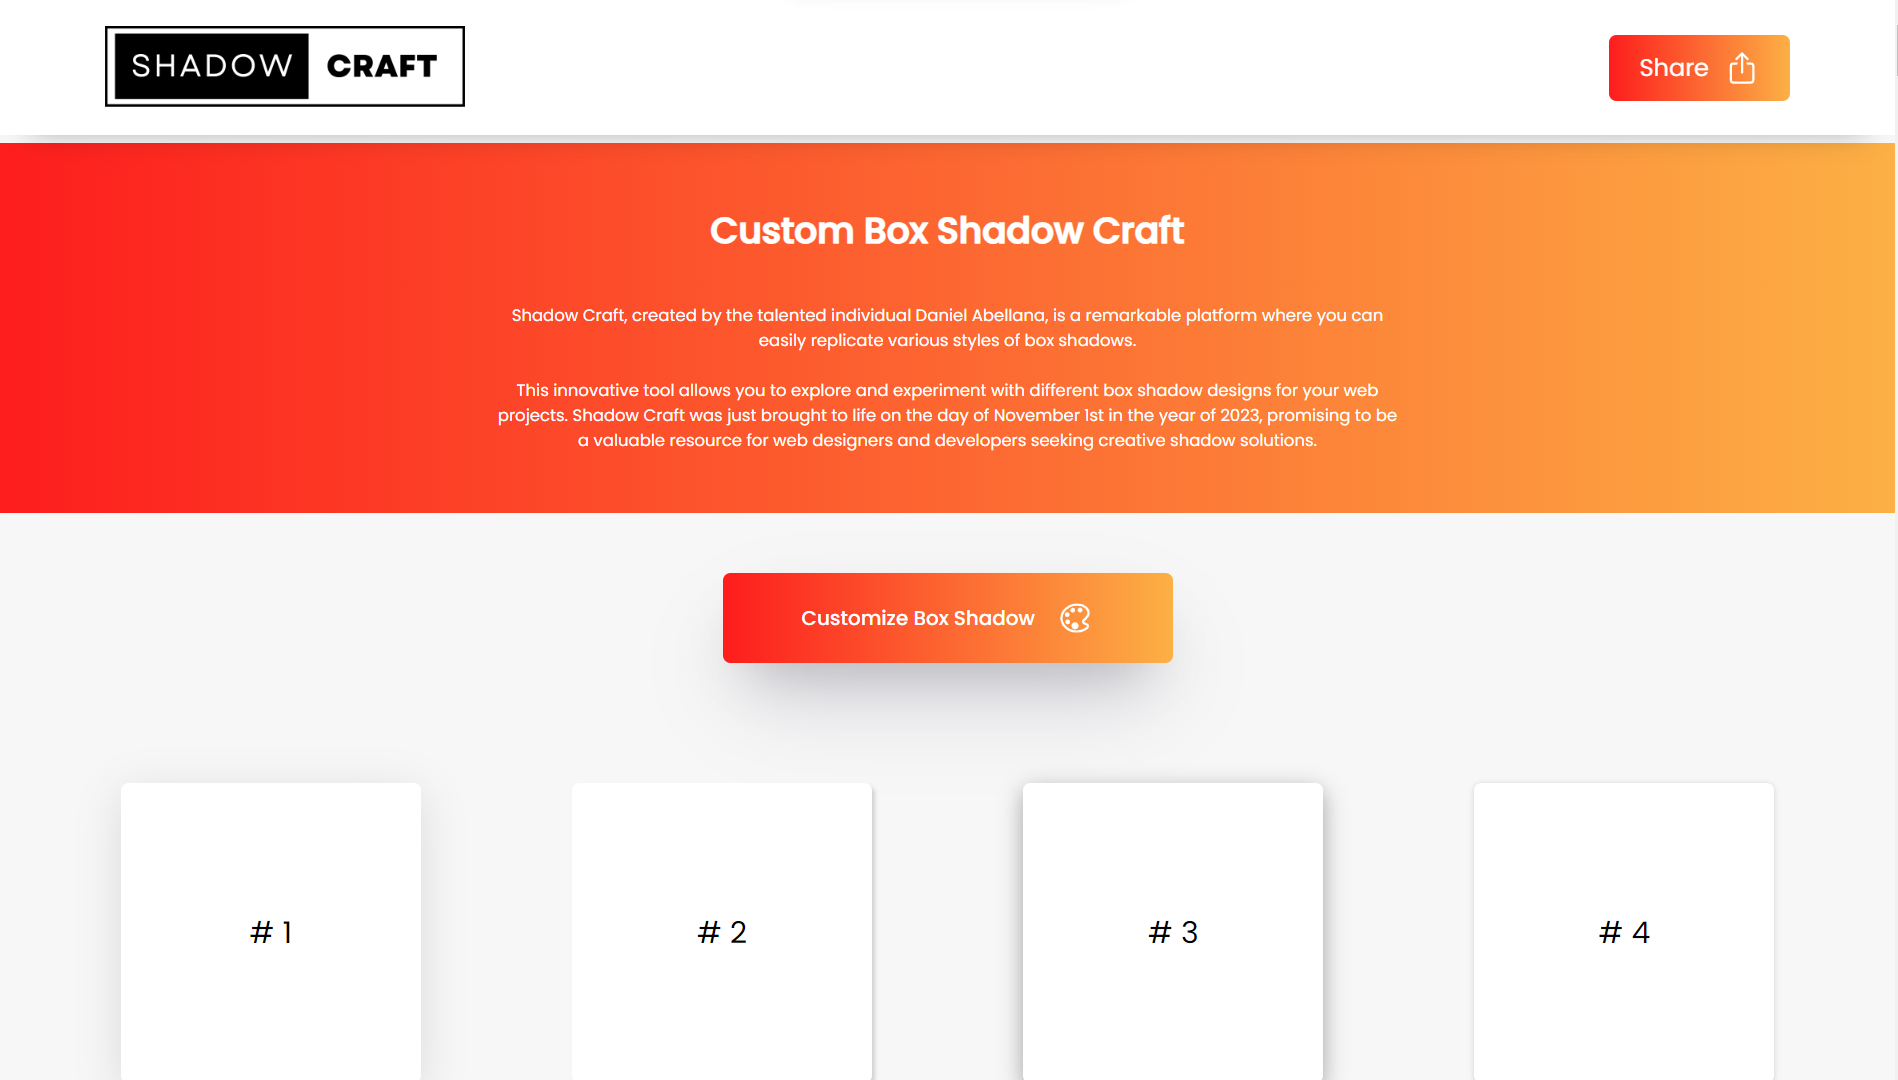 SHADOW CRAFT
Share
Custom Box Shadow Craft
Shadow Craft, created by the talented individual Daniel Abellana, is a remarkable platform where you can
easily replicate various styles of box shadows.
This innovative tool allows you to explore and experiment with different box shadow designs for your web
projects. Shadow Craft was just brought to life on the day of November 1st in the year of 2023, promising to be
a valuable resource for web designers and developers seeking creative shadow solutions.
Customize Box Shadow
# 1
# 2
# 3
# 4